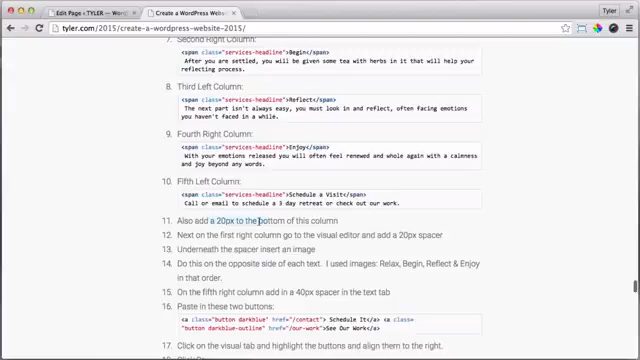 Edit Page ‹ TYLER — Word
Create a WordPress Websi
Tyler
tyler.com/2015/create-a-wordpress-website-2015/
7. Second Right Column:
<span class="services-headline">Begin</span>
After you are settled, you will be given some tea with herbs in it that will help your
reflecting process.
8. Third Left Column:
<span class="services-headline">Reflect</span>
The next part isn't always easy, you must look in and reflect, often facing emotions
you haven't faced in a while.
9. Fourth Right Column:
<span class="services-headline">Enjoy</span>
With your emotions released you will often feel renewed and whole again with a calmness
and joy beyond any words.
10. Fifth Left Column:
<span class="services-headline">Schedule a Visit</span>
Call or email to schedule a 3 day retreat or check out our work.
11. Also add a 20px to the bottom of this column
12. Next on the first right column go to the visual editor and add a 20px spacer
13. Underneath the spacer insert an image
14. Do this on the opposite side of each text. I used images: Relax, Begin, Reflect & Enjoy
in that order.
15. On the fifth right column add in a 40px spacer in the text tab
16. Paste in these two buttons:
<a class="button darkblue" href="/contact"> Schedule It</a> <a class=
"button darkblue-outline" href="/our-work">See Our Work</a>
17. Click on the visual tab and highlight the buttons and align them to the right.